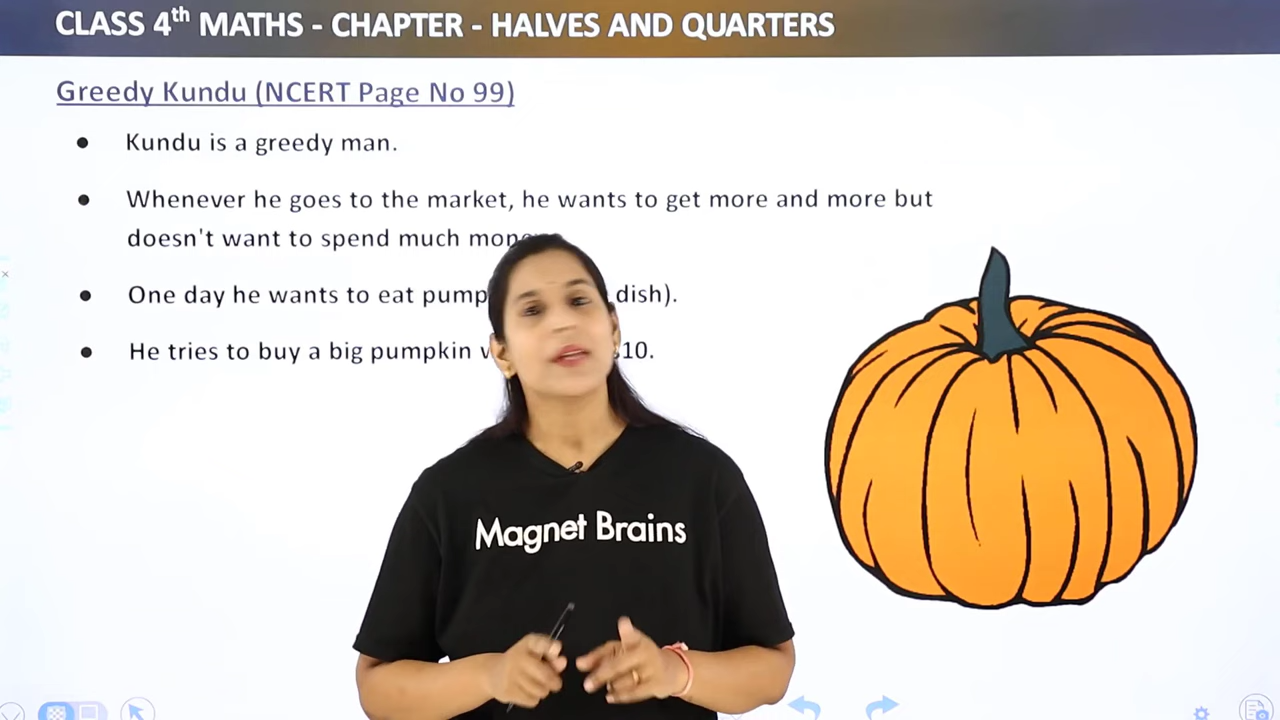 CLASS 4th MATHS - CHAPTER - HALVES AND QUARTERS
Greedy Kundu (NCERT Page No 99)
● Kundu is a greedy man.
● Whenever he goes to the market, he wants to get more and more but
doesn't want to spend much
● One day he wants to eat dish).
● He tries to buy a big pumpkin 10.
Magnet Brains